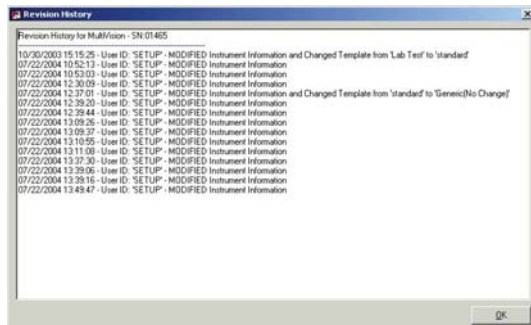 Revision History
Revision History for MultiVision - SN:01465
10/30/2003 15:15:25 - User ID: 'SETUP' - MODIFIED Instrument Information and Changed Template from 'Lab Test' to 'standard'
07/22/2004 10:52:13 - User ID: 'SETUP' - MODIFIED Instrument Information
07/22/2004 10:53:03 - User ID: 'SETUP' - MODIFIED Instrument Information
07/22/2004 12:30:09 - User ID: 'SETUP' - MODIFIED Instrument Information
07/22/2004 12:37:01 - User ID: 'SETUP' - MODIFIED Instrument Information and Changed Template from 'standard' to 'Generic(No Change)'
07/22/2004 12:39:20 - User ID: 'SETUP' - MODIFIED Instrument Information
07/22/2004 12:39:44 - User ID: 'SETUP' - MODIFIED Instrument Information
07/22/2004 13:09:26 - User ID: 'SETUP' - MODIFIED Instrument Information
07/22/2004 13:09:37 - User ID: 'SETUP' - MODIFIED Instrument Information
07/22/2004 13:10:55 - User ID: 'SETUP' - MODIFIED Instrument Information
07/22/2004 13:11:08 - User ID: 'SETUP' - MODIFIED Instrument Information
07/22/2004 13:37:30 - User ID: 'SETUP' - MODIFIED Instrument Information
07/22/2004 13:39:06 - User ID: 'SETUP' - MODIFIED Instrument Information
07/22/2004 13:39:16 - User ID: 'SETUP' - MODIFIED Instrument Information
07/22/2004 13:49:47 - User ID: 'SETUP' - MODIFIED Instrument Information
OK